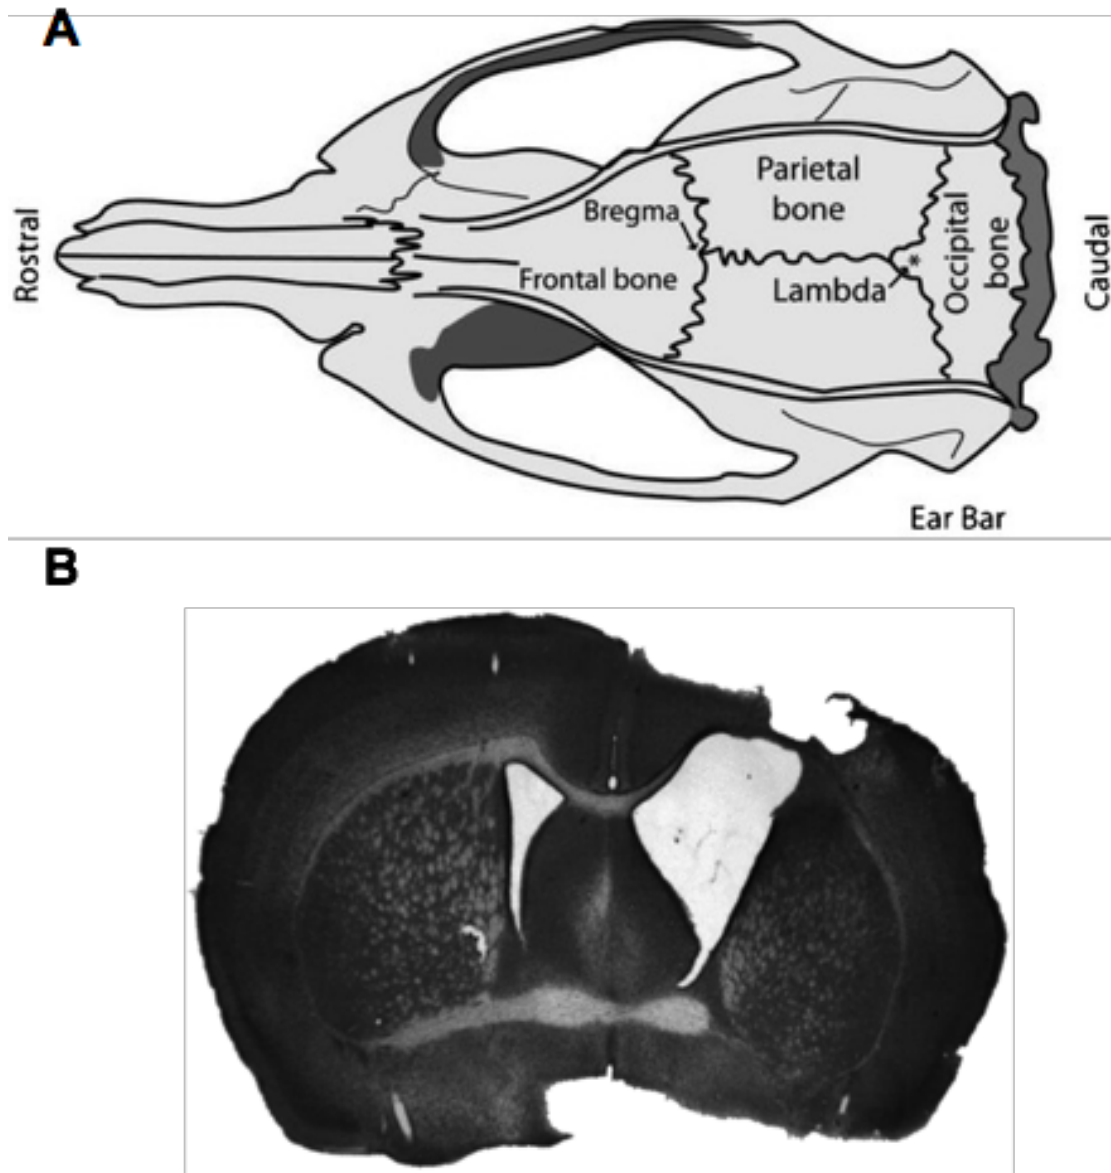 A
Rostral
Parietal
bone
Bregma
Frontal bone
Lambda
*
Occipital
bone
Caudal
Ear Bar
B